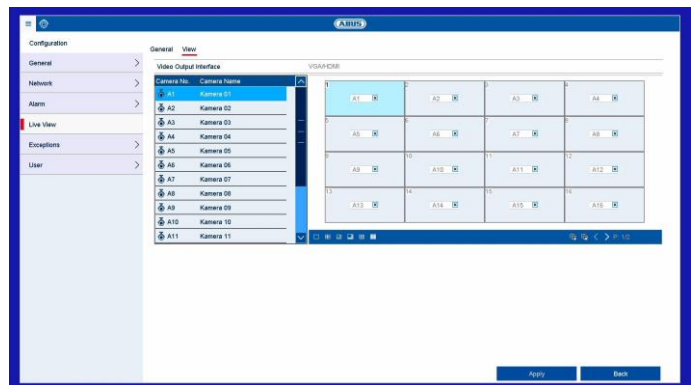 ABUS
Configuration
General View
General
Network
Alarm
Live View
Exceptions
User
Video Output Interface VGA/HDMI
Camera No. Camera Name
A1 Kamera 01
A2 Kamera 02
A3 Kamera 03
A4 Kamera 04
A5 Kamera 05
A6 Kamera 06
A7 Kamera 07
A8 Kamera 08
A9 Kamera 09
A10 Kamera 10
A11 Kamera 11
1 2 3 4
A1 A2 A3 A4
5 6 7 8
A5 A6 A7 A8
9 10 11 12
A9 A10 A11 A12
13 14 15 16
A13 A14 A15 A16
P: 1/2
Apply Back